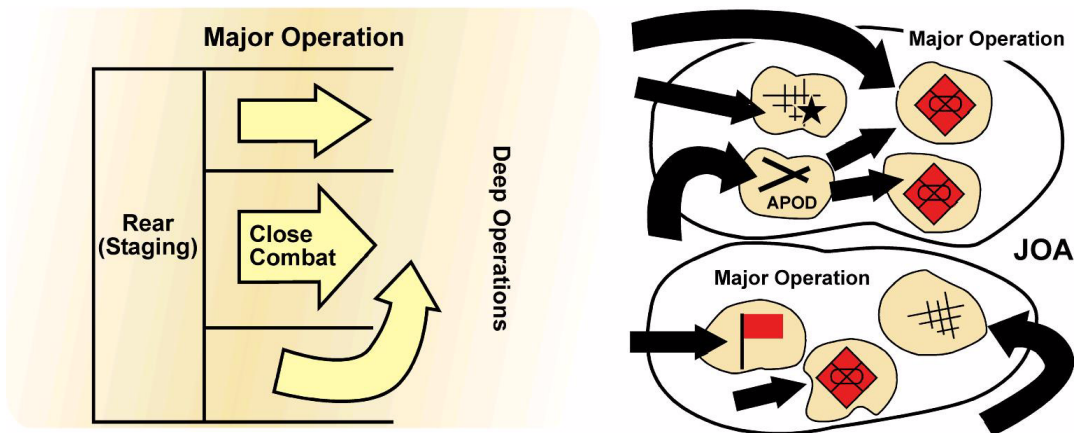 Major Operation
Rear
(Staging)
Close
Combat
Deep Operations
Major Operation
APOD
JOA
Major Operation